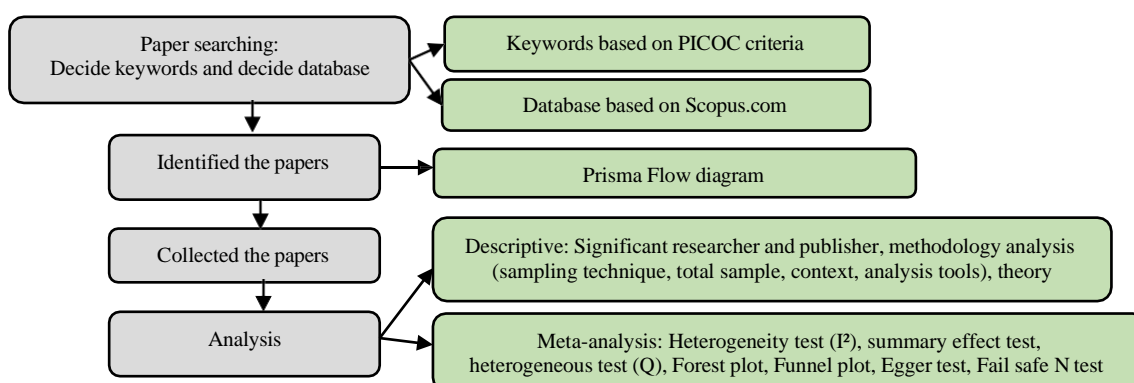 Paper searching:
Decide keywords and decide database
Keywords based on PICOC criteria
Database based on Scopus.com
Identified the papers
Prisma Flow diagram
Collected the papers
Descriptive: Significant researcher and publisher, methodology analysis
(sampling technique, total sample, context, analysis tools), theory
Analysis
Meta-analysis: Heterogeneity test (I²), summary effect test,
heterogeneous test (Q), Forest plot, Funnel plot, Egger test, Fail safe N test